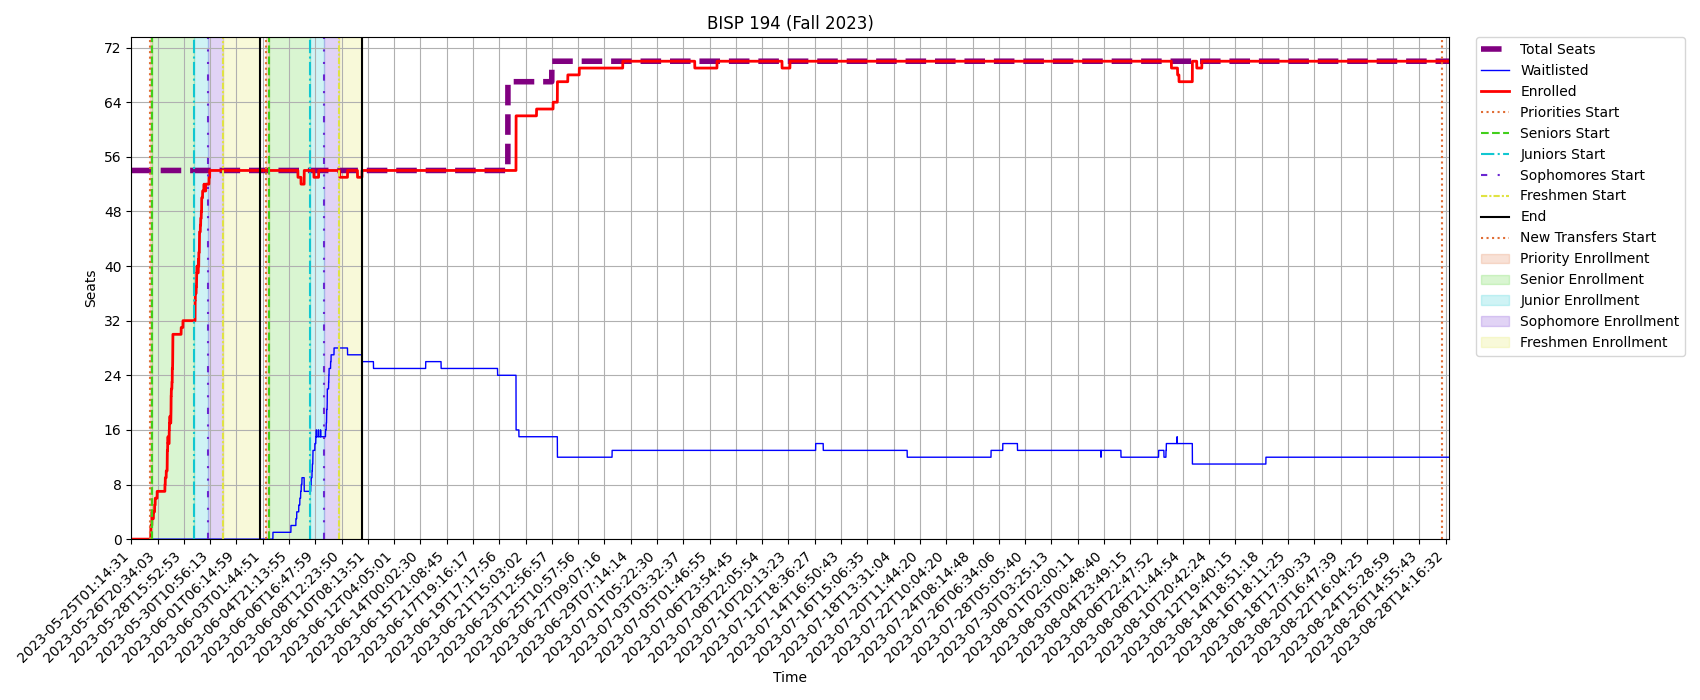 BISP 194 (Fall 2023)
72
64
56
48
40
32
24
16
8
0
Seats
2023-05-25T01:14:31
2023-05-26T20:34:03
2023-05-28T15:52:53
2023-05-30T10:56:13
2023-06-01T06:14:59
2023-06-03T01:44:51
2023-06-04T21:13:55
2023-06-06T16:47:59
2023-06-08T12:23:50
2023-06-10T08:13:51
2023-06-12T04:05:01
2023-06-14T00:02:30
2023-06-15T21:08:45
2023-06-17T19:16:17
2023-06-19T17:17:56
2023-06-21T15:03:02
2023-06-23T12:56:57
2023-06-25T10:57:56
2023-06-27T09:07:16
2023-06-29T07:14:14
2023-07-01T05:22:30
2023-07-03T03:32:37
2023-07-05T01:46:55
2023-07-06T23:54:45
2023-07-08T22:05:54
2023-07-10T20:13:23
2023-07-12T18:36:27
2023-07-14T16:50:43
2023-07-16T15:06:35
2023-07-18T13:31:04
2023-07-20T11:44:20
2023-07-22T10:04:20
2023-07-24T08:14:48
2023-07-26T06:34:06
2023-07-28T05:05:40
2023-07-30T03:25:13
2023-08-01T02:00:11
2023-08-03T00:48:40
2023-08-04T23:49:15
2023-08-06T22:47:52
2023-08-08T21:44:54
2023-08-10T20:42:24
2023-08-12T19:40:15
2023-08-14T18:51:18
2023-08-16T18:11:25
2023-08-18T17:30:33
2023-08-20T16:47:39
2023-08-22T16:04:25
2023-08-24T15:28:59
2023-08-26T14:55:43
2023-08-28T14:16:32
Time
Total Seats
Waitlisted
Enrolled
Priorities Start
Seniors Start
Juniors Start
Sophomores Start
Freshmen Start
End
New Transfers Start
Priority Enrollment
Senior Enrollment
Junior Enrollment
Sophomore Enrollment
Freshmen Enrollment